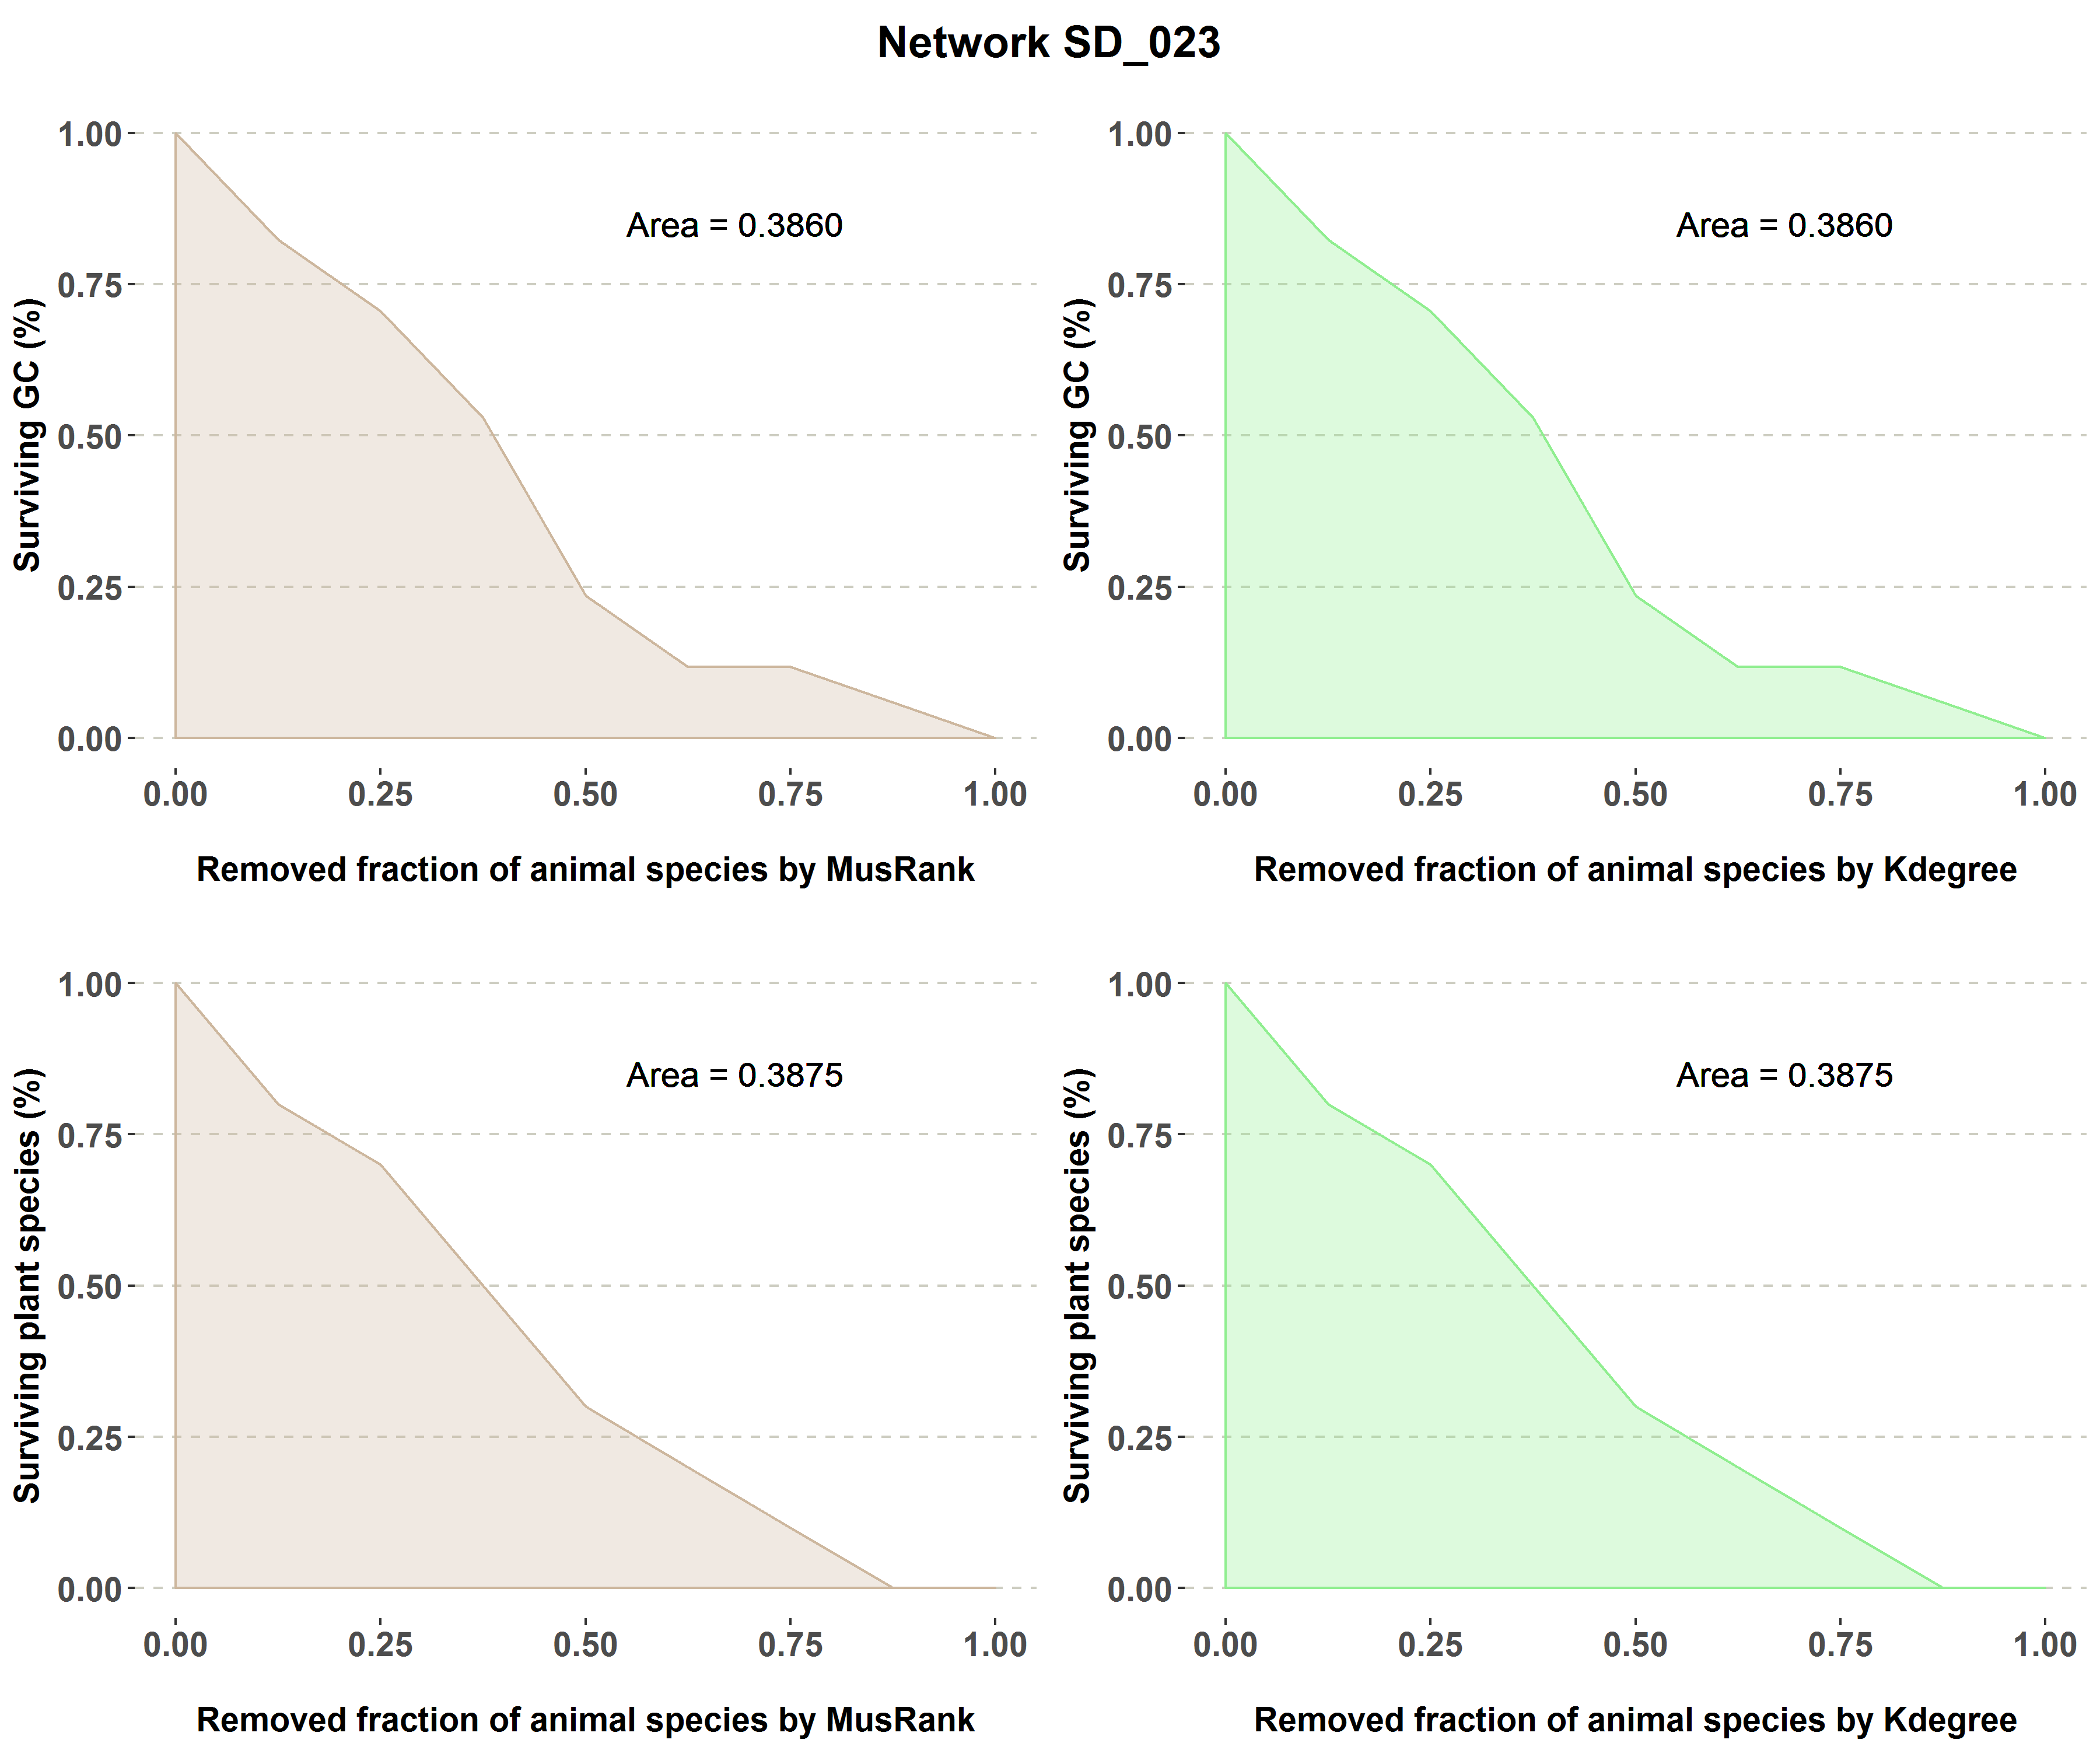 Network SD_023
Surviving GC (%)
1.00
0.75
0.50
0.25
0.00
Area = 0.3860
0.00 0.25 0.50 0.75 1.00
Removed fraction of animal species by MusRank
Surviving GC (%)
1.00
0.75
0.50
0.25
0.00
Area = 0.3860
0.00 0.25 0.50 0.75 1.00
Removed fraction of animal species by Kdegree
Surviving plant species (%)
1.00
0.75
0.50
0.25
0.00
Area = 0.3875
0.00 0.25 0.50 0.75 1.00
Removed fraction of animal species by MusRank
Surviving plant species (%)
1.00
0.75
0.50
0.25
0.00
Area = 0.3875
0.00 0.25 0.50 0.75 1.00
Removed fraction of animal species by Kdegree